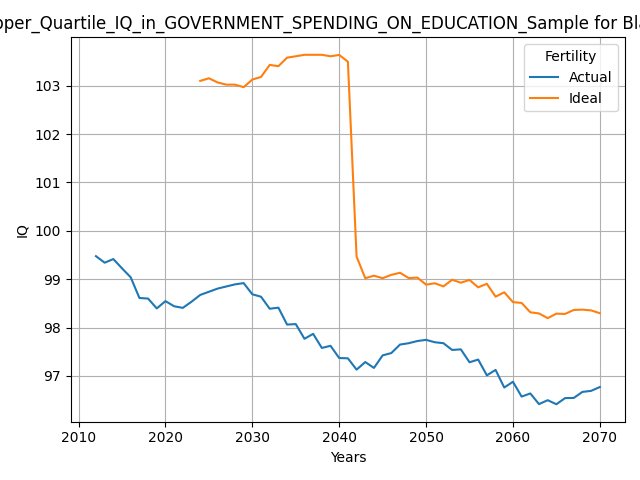 pper_Quartile_IQ_in_GOVERNMENT_SPENDING_ON_EDUCATION_Sample for Bla
Fertility
Actual
Ideal
103
102
101
100
99
98
97
IQ
2010
2020
2030
2040
2050
2060
2070
Years